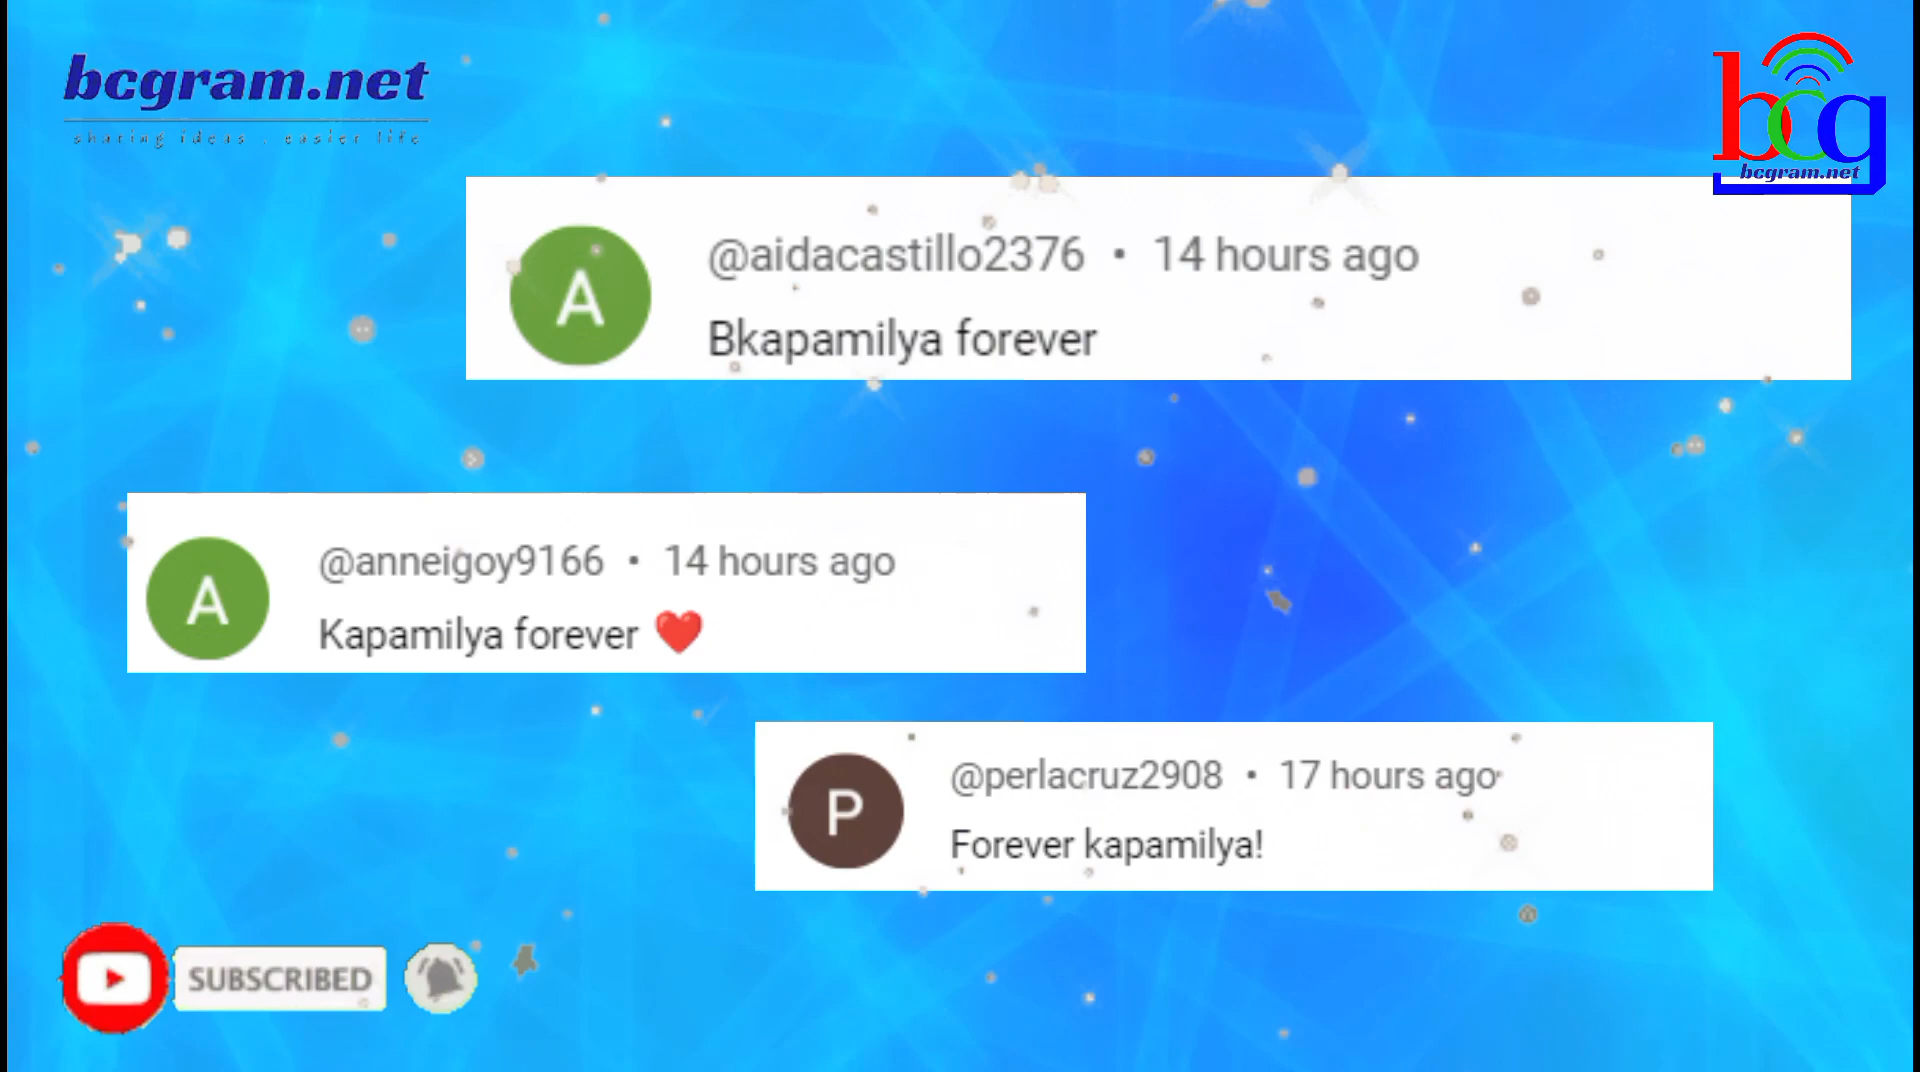 bcgram.net
sharing ideas . easier life
bcg
bcgram.net
A
@aidacastillo2376 • 14 hours ago
Bkapamilya forever
A
@anneigoy9166 • 14 hours ago
Kapamilya forever ❤️
P
@perlacruz2908 • 17 hours ago
Forever kapamilya!
SUBSCRIBED